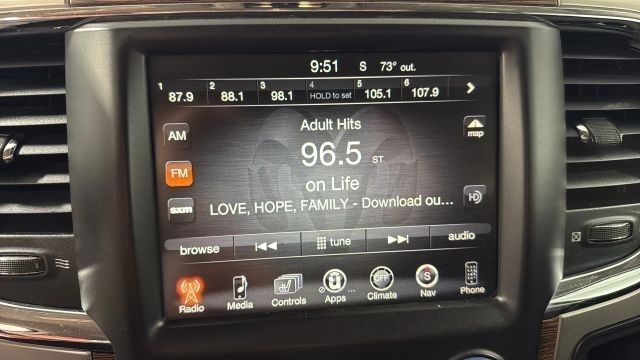 9:51 S 73° out.
1 87.9 2 88.1 3 98.1 4 HOLD to set 5 105.1 6 107.9
Adult Hits
AM 96.5 ST map
FM on Life
sxm LOVE, HOPE, FAMILY - Download ou... HD
browse tune audio
Radio Media Controls Apps ... OFF Climate S Nav Phone